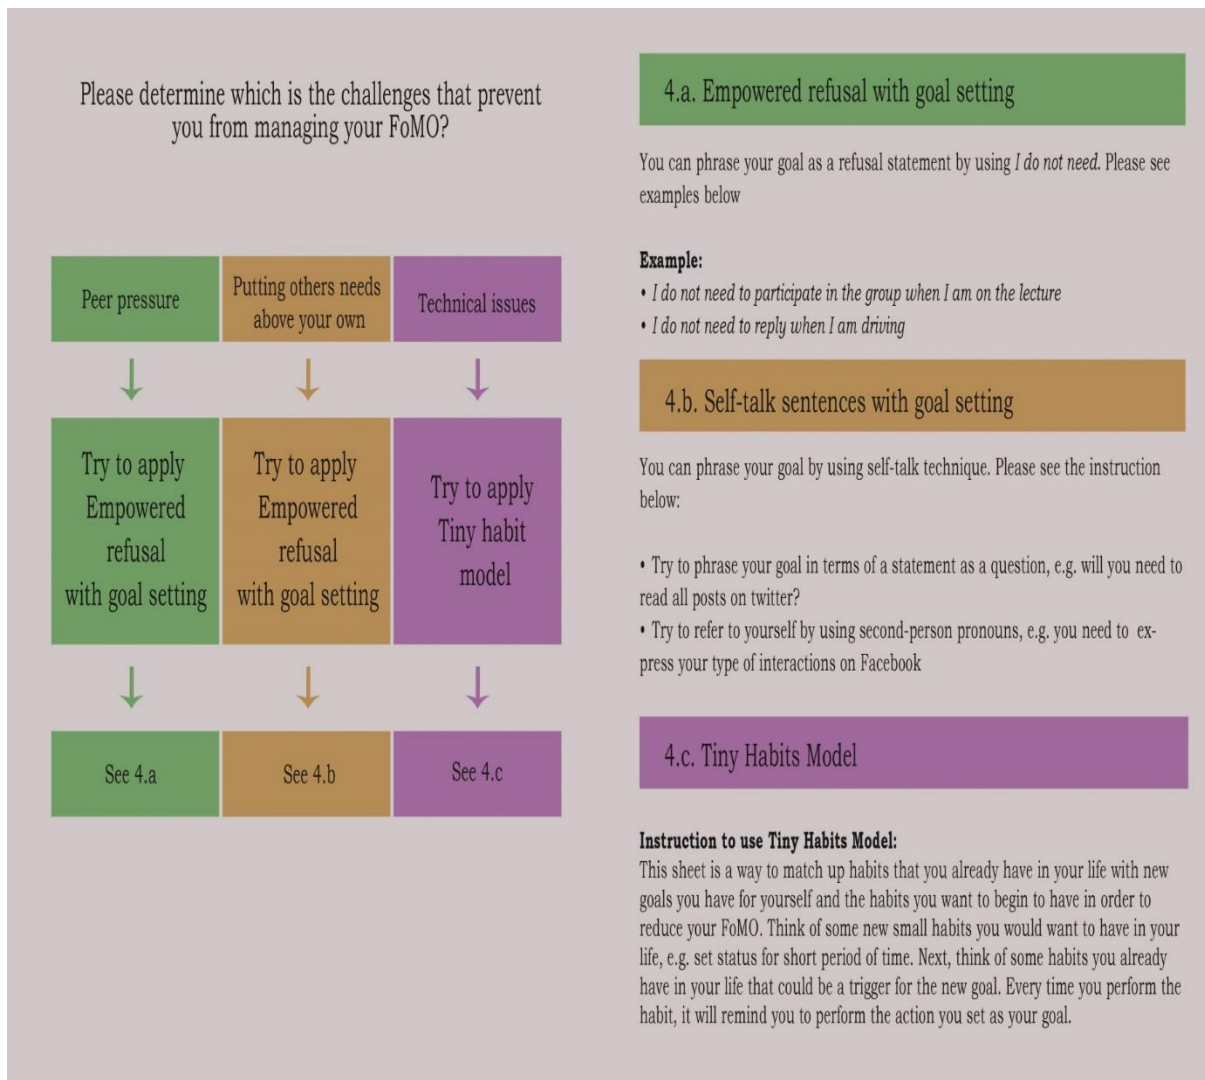 Please determine which is the challenges that prevent
you from managing your FoMO?
Peer pressure
Putting others needs
above your own
Technical issues
Try to apply
Empowered
refusal
with goal setting
Try to apply
Empowered
refusal
with goal setting
Try to apply
Tiny habit
model
See 4.a
See 4.b
See 4.c
4.a. Empowered refusal with goal setting
You can phrase your goal as a refusal statement by using I do not need. Please see
examples below
Example:
• I do not need to participate in the group when I am on the lecture
• I do not need to reply when I am driving
4.b. Self-talk sentences with goal setting
You can phrase your goal by using self-talk technique. Please see the instruction
below:
• Try to phrase your goal in terms of a statement as a question, e.g. will you need to
read all posts on twitter?
• Try to refer to yourself by using second-person pronouns, e.g. you need to ex-
press your type of interactions on Facebook
4.c. Tiny Habits Model
Instruction to use Tiny Habits Model:
This sheet is a way to match up habits that you already have in your life with new
goals you have for yourself and the habits you want to begin to have in order to
reduce your FoMO. Think of some new small habits you would want to have in your
life, e.g. set status for short period of time. Next, think of some habits you already
have in your life that could be a trigger for the new goal. Every time you perform the
habit, it will remind you to perform the action you set as your goal.